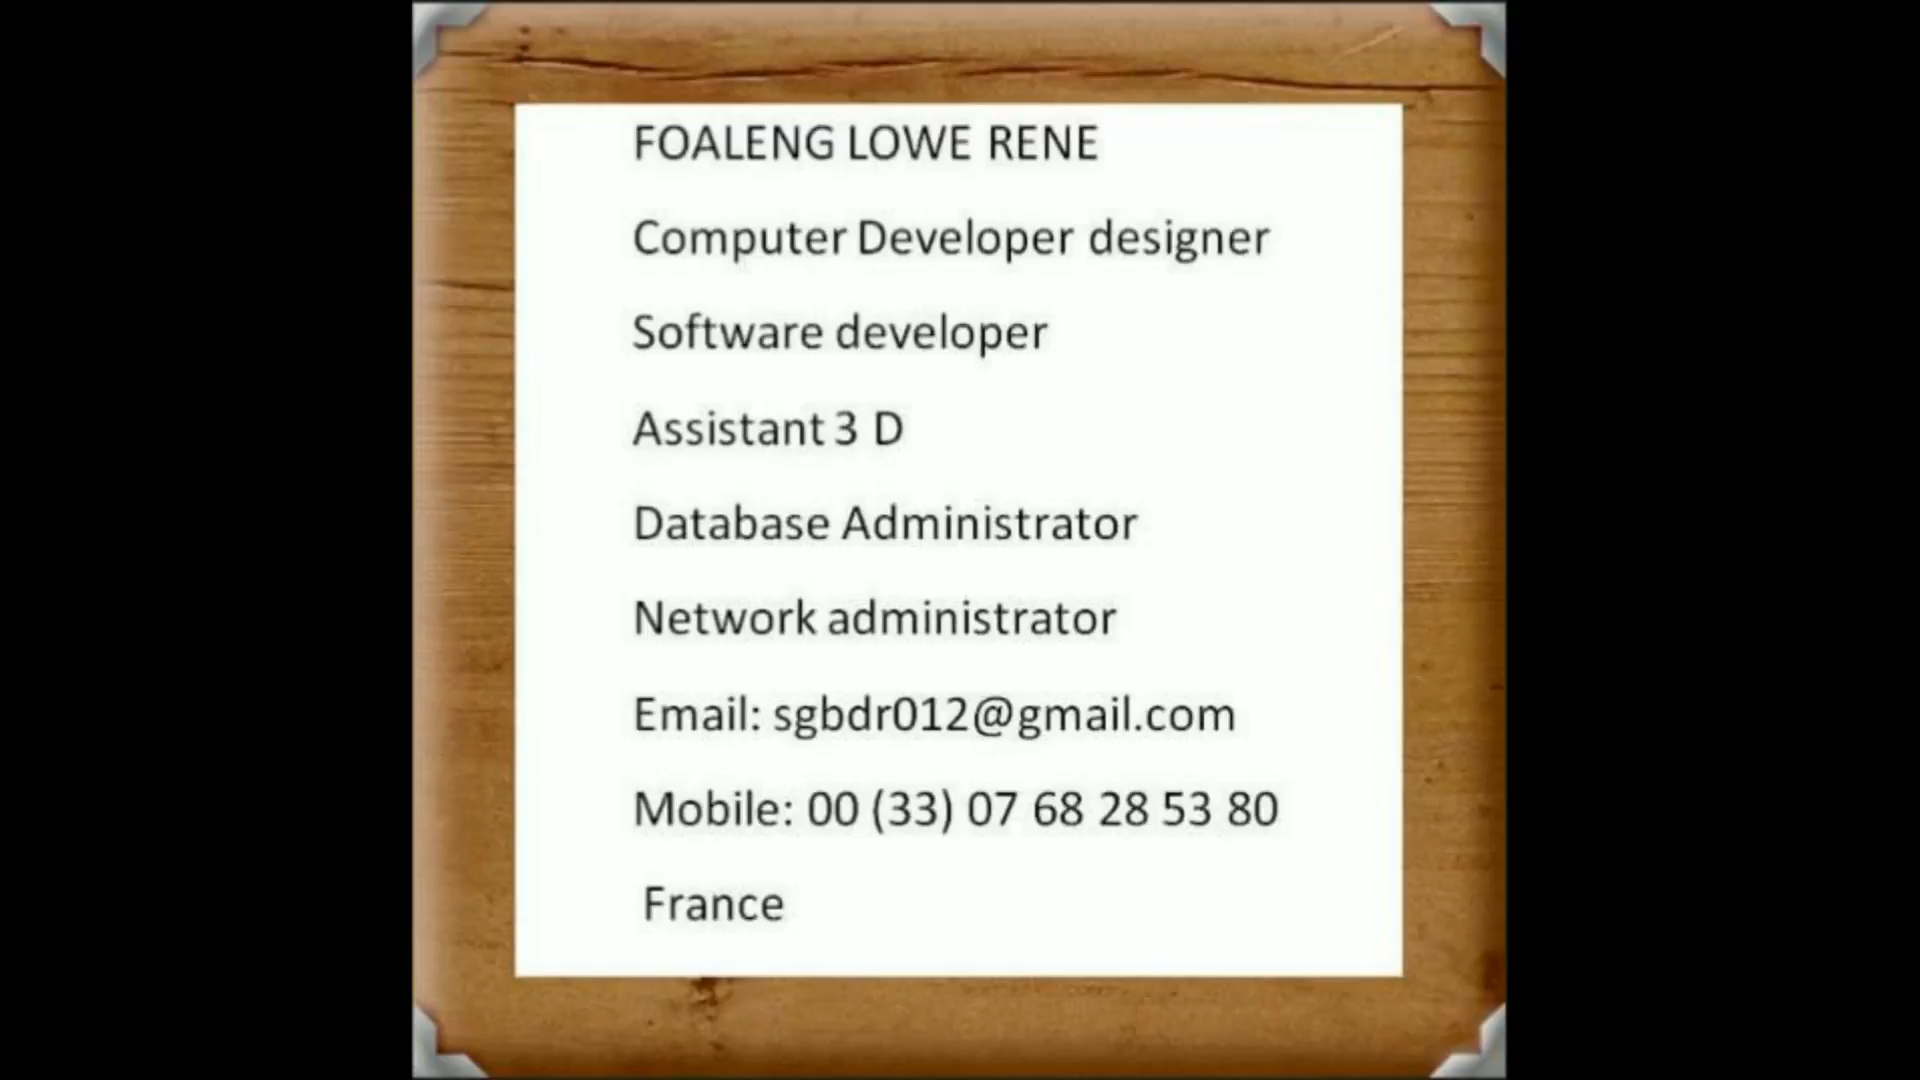 FOALENG LOWE RENE
Computer Developer designer
Software developer
Assistant 3 D
Database Administrator
Network administrator
Email: sgbdr012@gmail.com
Mobile: 00 (33) 07 68 28 53 80
France